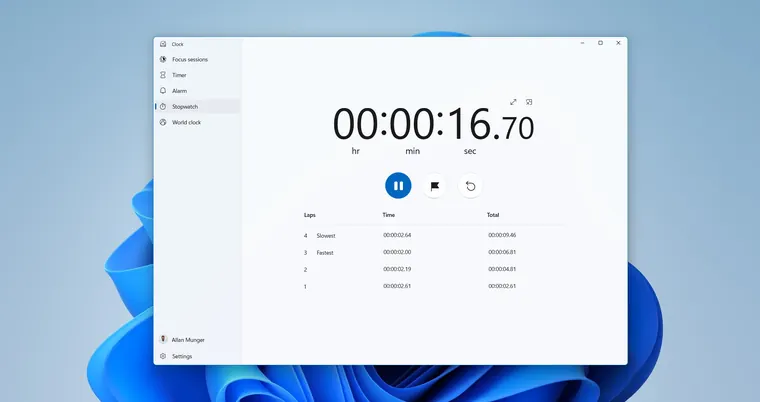 Clock
Focus sessions
Timer
Alarm
Stopwatch
World clock
00:00:16.70
hr min sec
Laps Time Total
4 Slowest 00:00:02.64 00:00:09.46
3 Fastest 00:00:02.00 00:00:06.81
2 00:00:02.19 00:00:04.81
1 00:00:02.61 00:00:02.61
Allan Munger
Settings